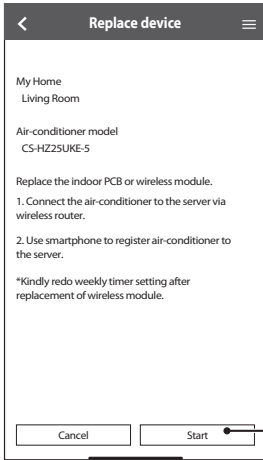 Replace device
My Home
Living Room
Air-conditioner model
CS-HZ25UKE-5
Replace the indoor PCB or wireless module.
1. Connect the air-conditioner to the server via
wireless router.
2. Use smartphone to register air-conditioner to
the server.
*Kindly redo weekly timer setting after
replacement of wireless module.
Cancel
Start